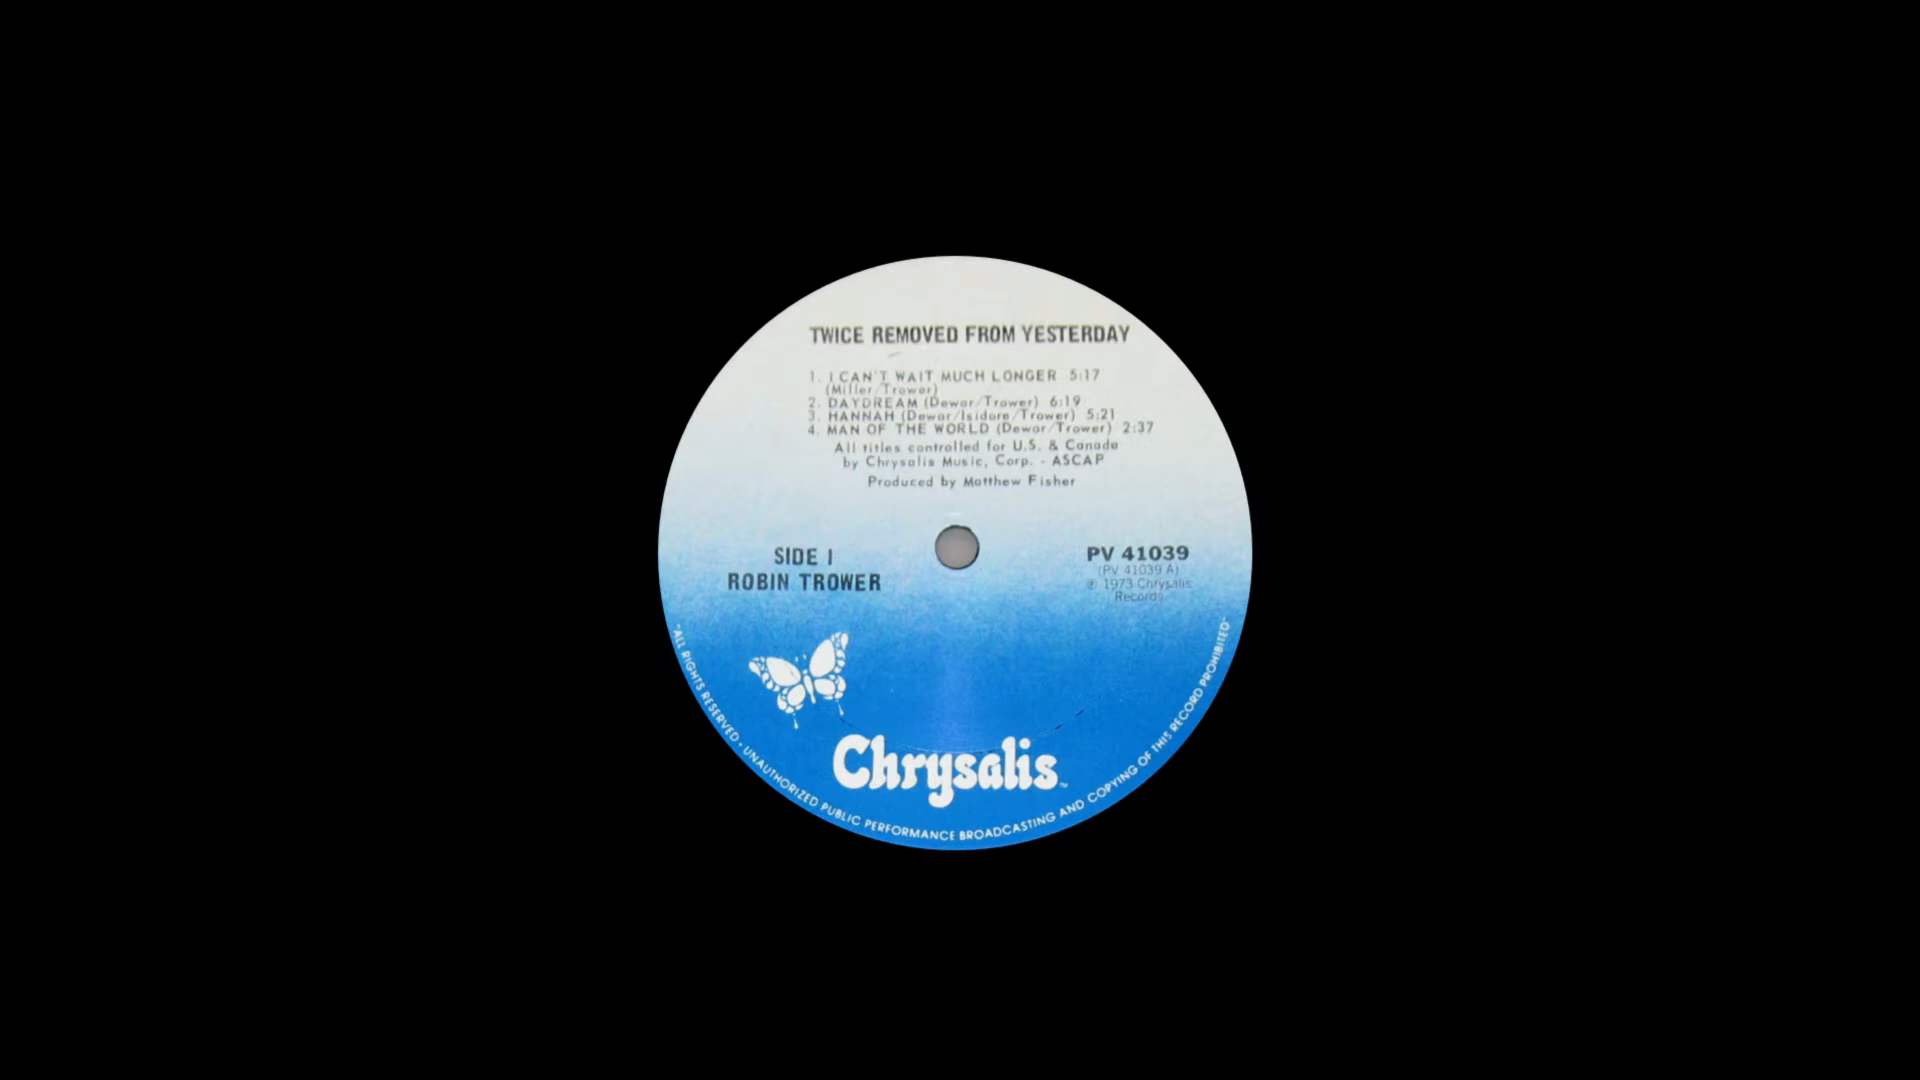 TWICE REMOVED FROM YESTERDAY
1. I CAN'T WAIT MUCH LONGER 5:17
(Miller/Trower)
2. DAYDREAM (Dewar/Trower) 6:19
3. HANNAH (Dewar/Isidore/Trower) 5:21
4. MAN OF THE WORLD (Dewar/Trower) 2:37
All titles controlled for U.S. & Canada
by Chrysalis Music, Corp. - ASCAP
Produced by Matthew Fisher
SIDE 1
ROBIN TROWER
PV 41039
(PV 41039 A)
℗ 1973 Chrysalis
Records
Chrysalis™
"ALL RIGHTS RESERVED · UNAUTHORIZED PUBLIC PERFORMANCE BROADCASTING AND COPYING OF THIS RECORD PROHIBITED"